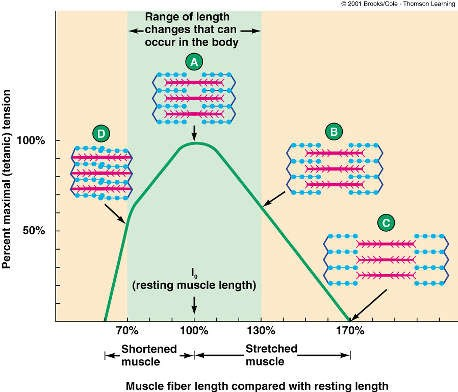 © 2001 Brooks/Cole - Thomson Learning
Range of length
changes that can
occur in the body
A
D
B
C
Percent maximal (tetanic) tension
100%
50%
l₀
(resting muscle length)
70%
100%
130%
170%
Shortened
muscle
Stretched
muscle
Muscle fiber length compared with resting length